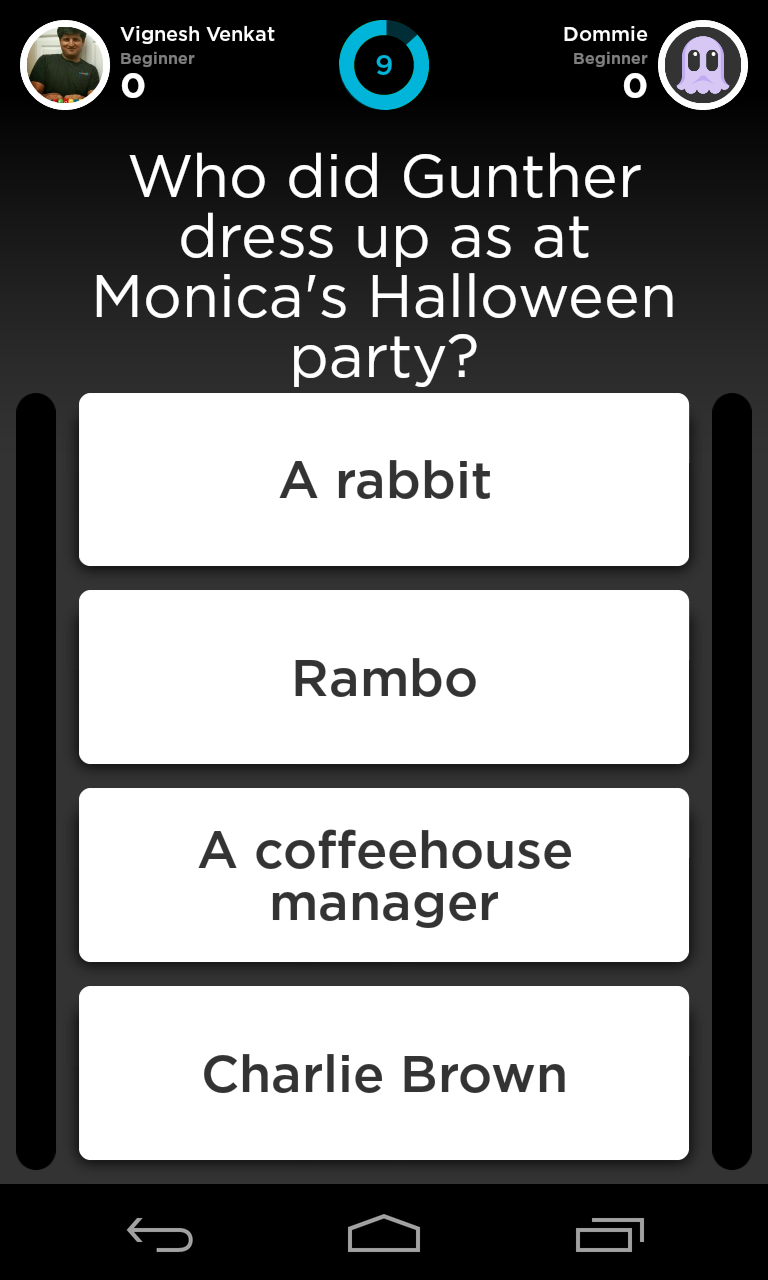 Vignesh Venkat
Beginner
0
9
Dommie
Beginner
0
Who did Gunther
dress up as at
Monica's Halloween
party?
A rabbit
Rambo
A coffeehouse
manager
Charlie Brown